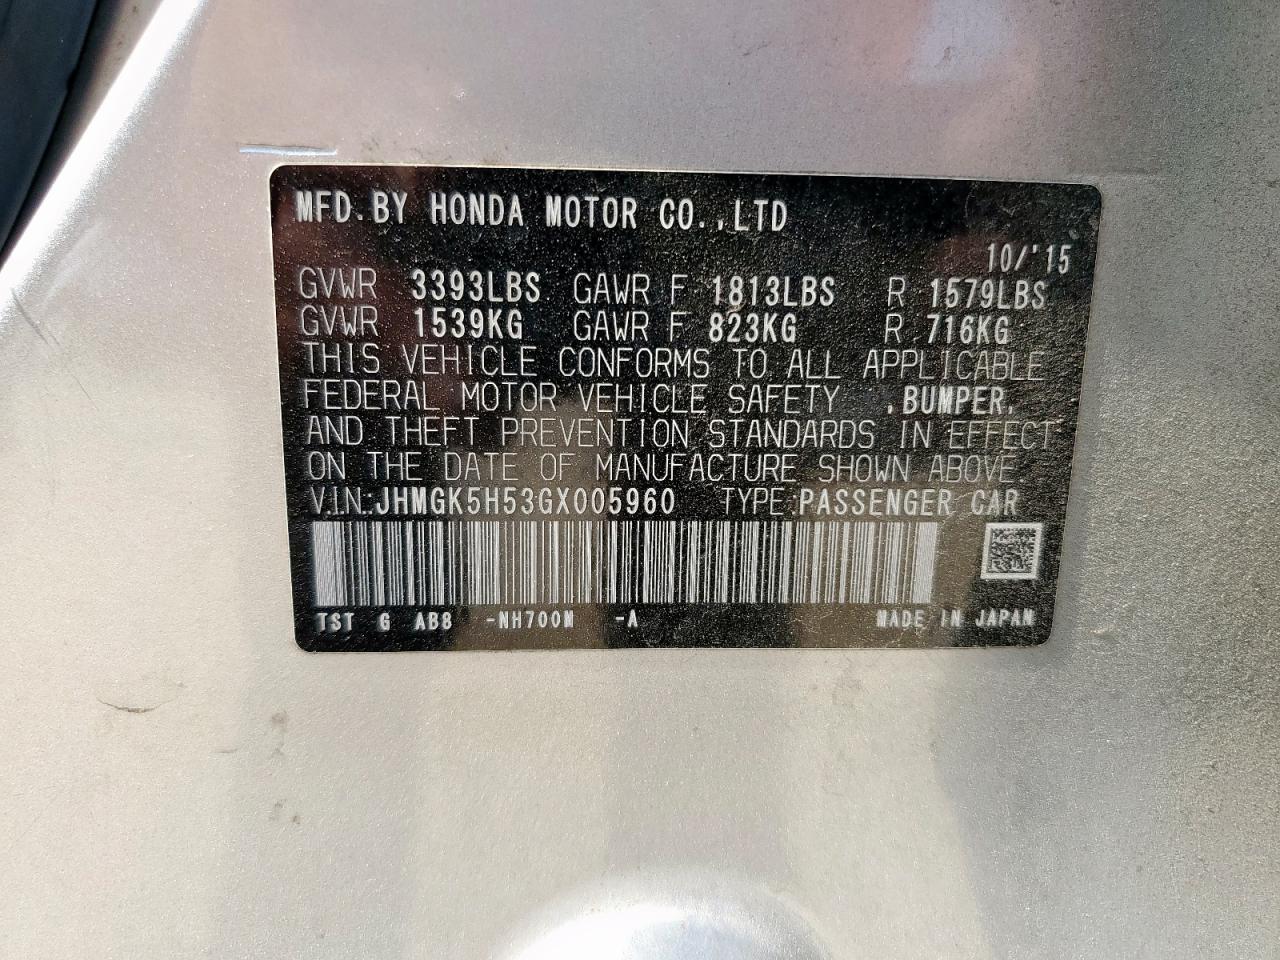 MFD. BY HONDA MOTOR CO.,LTD
10/'15
GVWR 3393LBS GAWR F 1813LBS R 1579LBS
GVWR 1539KG GAWR F 823KG R 716KG
THIS VEHICLE CONFORMS TO ALL APPLICABLE
FEDERAL MOTOR VEHICLE SAFETY ,BUMPER,
AND THEFT PREVENTION STANDARDS IN EFFECT
ON THE DATE OF MANUFACTURE SHOWN ABOVE
V.I.N.:JHMGK5H53GX005960 TYPE:PASSENGER CAR
TST G AB8 -NH700M -A MADE IN JAPAN